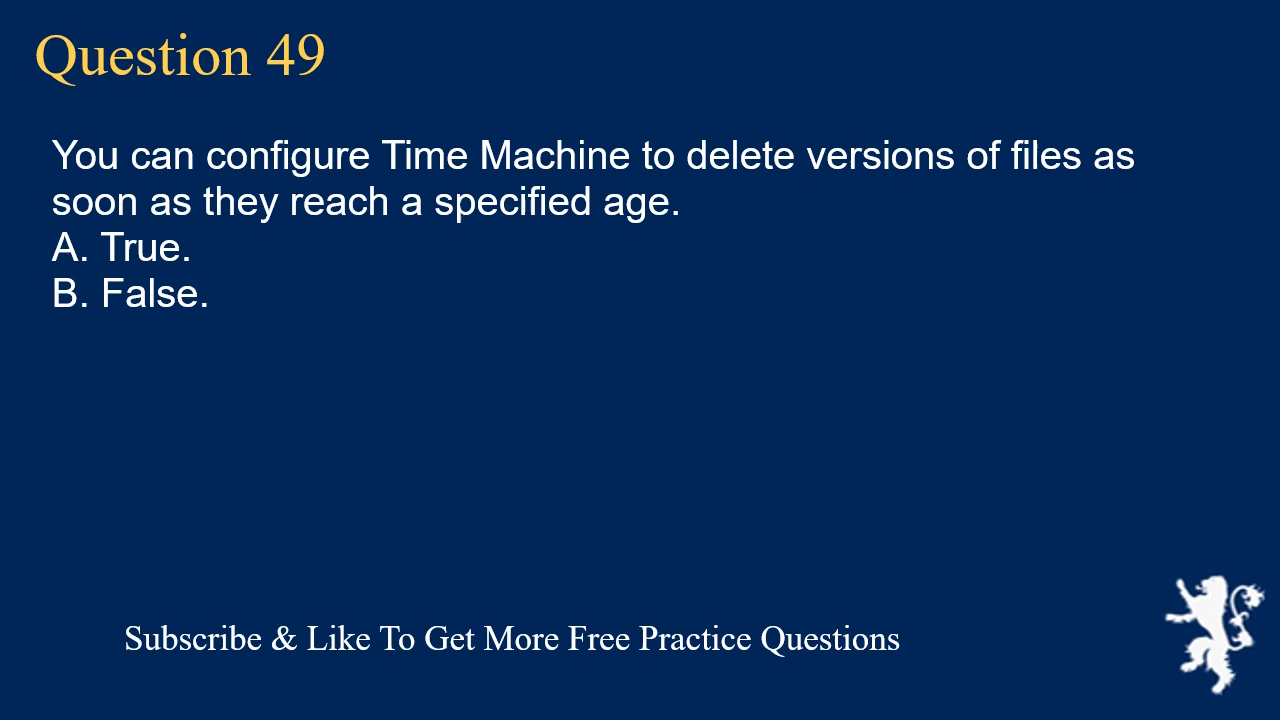 Question 49
You can configure Time Machine to delete versions of files as
soon as they reach a specified age.
A. True.
B. False.
Subscribe & Like To Get More Free Practice Questions